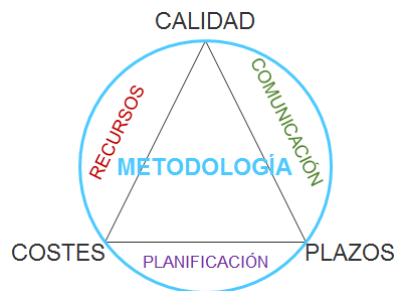 CALIDAD
RECURSOS
COMUNICACIÓN
METODOLOGÍA
COSTES
PLAZOS
PLANIFICACIÓN